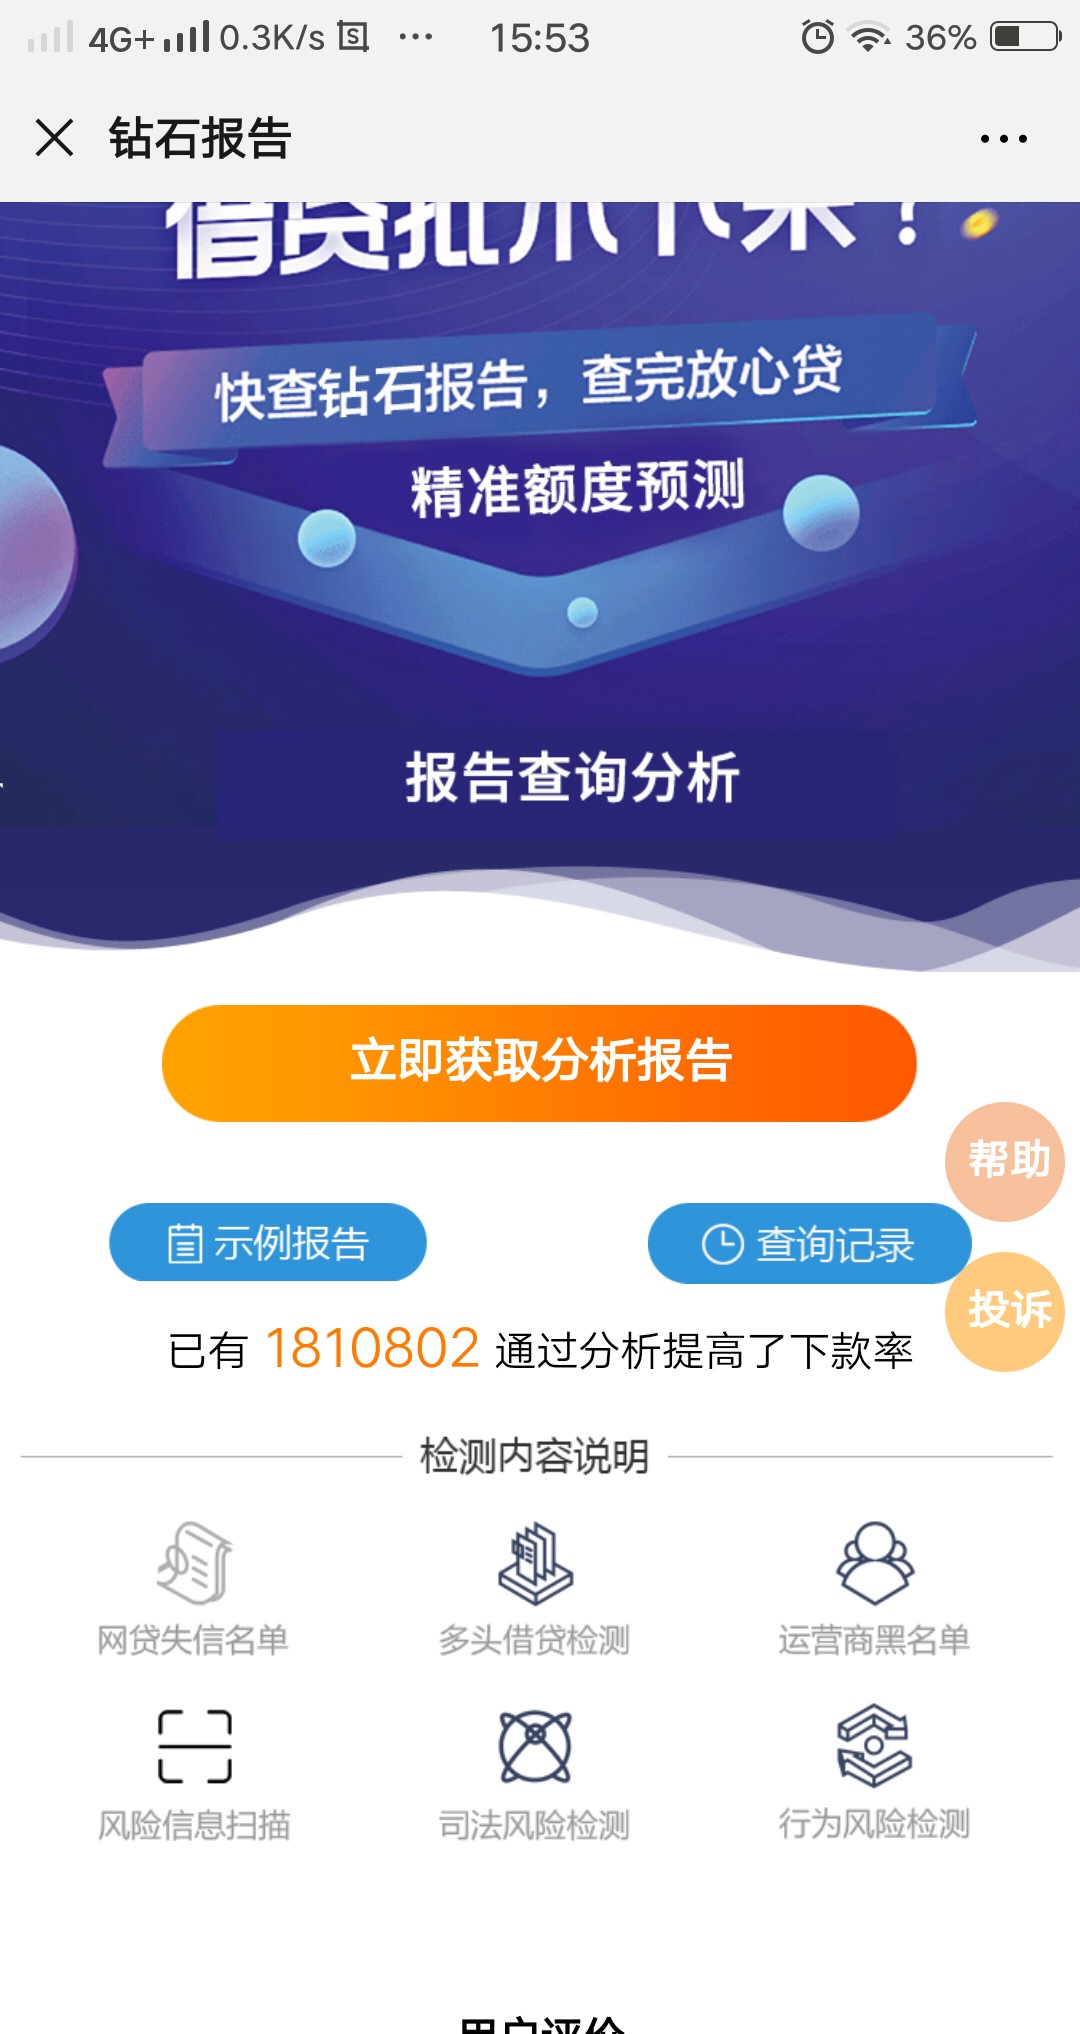 4G+ 0.3K/s ··· 15:53 36%
钻石报告
快查钻石报告，查完放心贷
精准额度预测
报告查询分析
立即获取分析报告
帮助
示例报告
查询记录
投诉
已有 1810802 通过分析提高了下款率
检测内容说明
网贷失信名单
多头借贷检测
运营商黑名单
风险信息扫描
司法风险检测
行为风险检测
用户评价